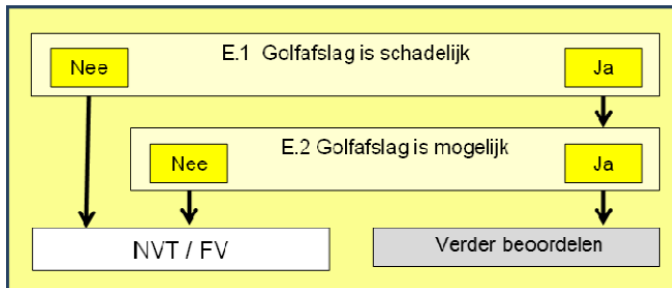 E.1 Golfafslag is schadelijk
Nee
Ja
E.2 Golfafslag is mogelijk
Nee
Ja
NVT / FV
Verder beoordelen